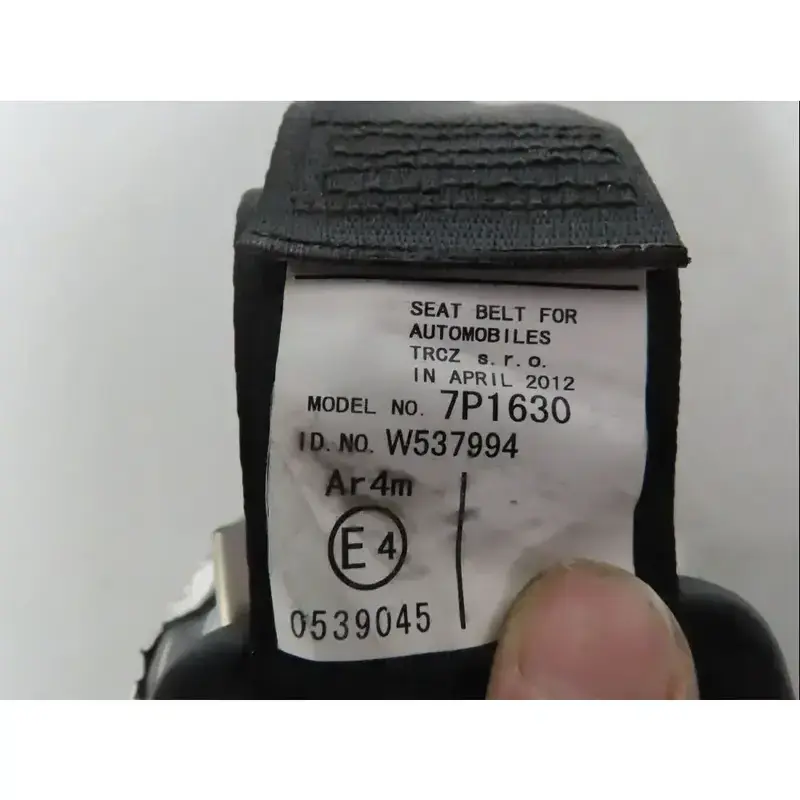 SEAT BELT FOR
AUTOMOBILES
TRCZ s.r.o.
IN APRIL 2012
MODEL NO. 7P1630
ID. NO. W537994
Ar4m
E4
0539045